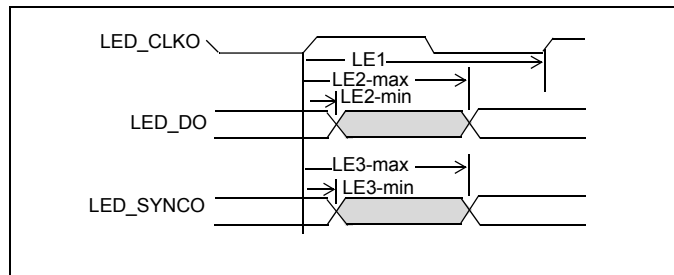 LED_CLKO
LE1
LE2-max
LE2-min
LED_DO
LE3-max
LE3-min
LED_SYNCO